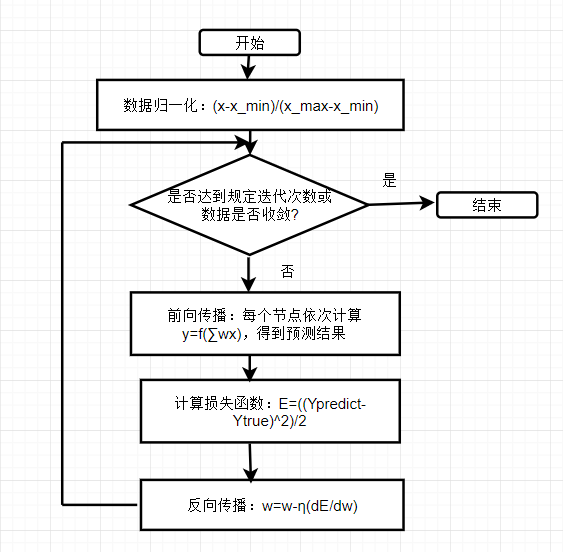 开始
数据归一化：(x-x_min)/(x_max-x_min)
是否达到规定迭代次数或
数据是否收敛?
是
结束
否
前向传播：每个节点依次计算
y=f(∑wx)，得到预测结果
计算损失函数：E=((Ypredict-
Ytrue)^2)/2
反向传播：w=w-η(dE/dw)